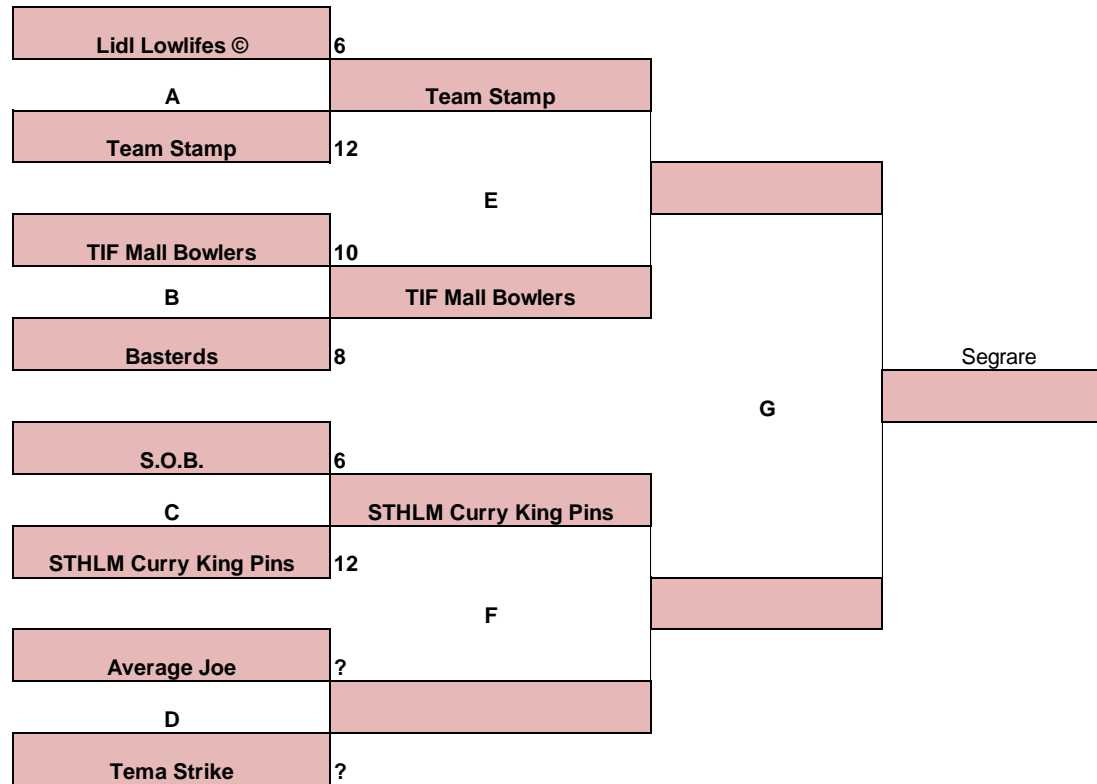 Lidl Lowlifes © 6
A Team Stamp
Team Stamp 12
E
TIF Mall Bowlers 10
B TIF Mall Bowlers
Basterds 8
Segrare
G
S.O.B. 6
C STHLM Curry King Pins
STHLM Curry King Pins 12
F
Average Joe ?
D
Tema Strike ?